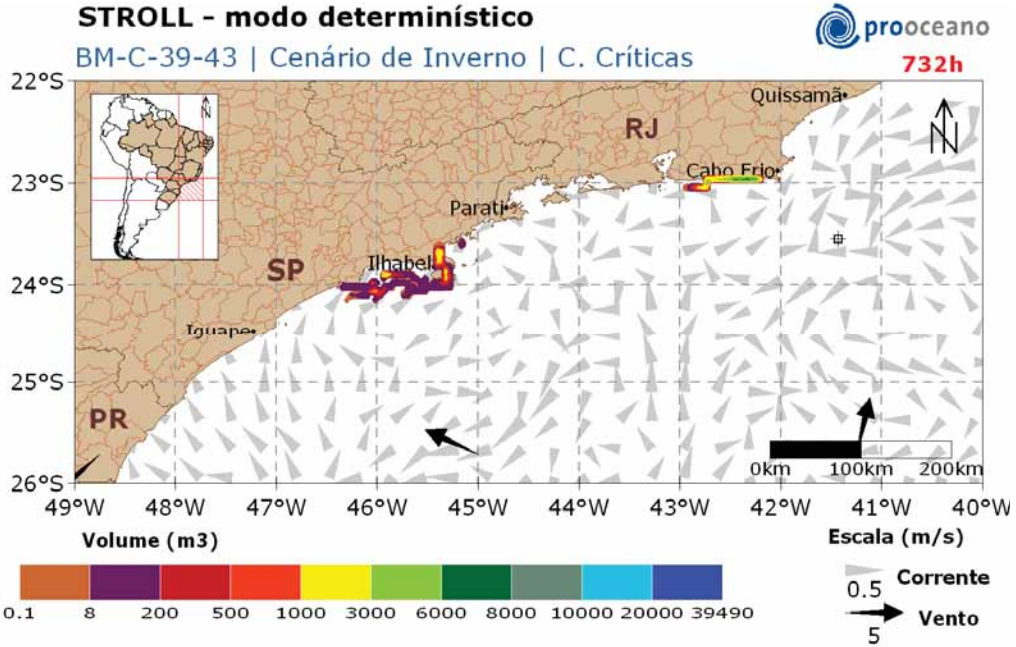 STROLL - modo determinístico
prooceano
BM-C-39-43 | Cenário de Inverno | C. Críticas
732h
22°S
Quissamã
N
N
RJ
23°S
Cabo Frio
Parati
SP
Ilhabel
24°S
Iguape
25°S
PR
0km 100km 200km
26°S
49°W 48°W 47°W 46°W 45°W 44°W 43°W 42°W 41°W 40°W
Volume (m3)
Escala (m/s)
0.5 Corrente
Vento
5
0.1 8 200 500 1000 3000 6000 8000 10000 20000 39490